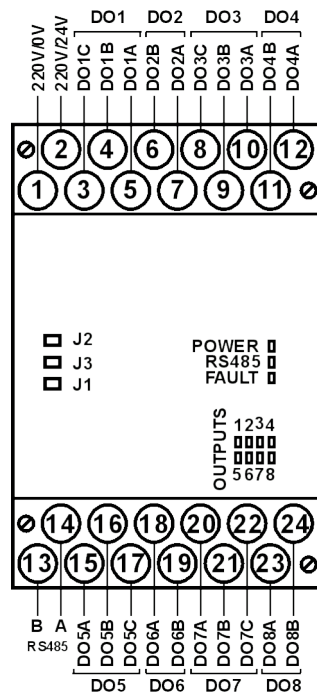 DO1 DO2 DO3 DO4
220V/0V 220V/24V DO1C DO1B DO1A DO2B DO2A DO3C DO3B DO3A DO4B DO4A
2 4 6 8 10 12
1 3 5 7 9 11
J2
J3
J1
POWER
RS485
FAULT
OUTPUTS
1234
5678
14 16 18 20 22 24
13 15 17 19 21 23
B A DO5A DO5B DO5C DO6A DO6B DO7A DO7B DO7C DO8A DO8B
RS485
DO5 DO6 DO7 DO8